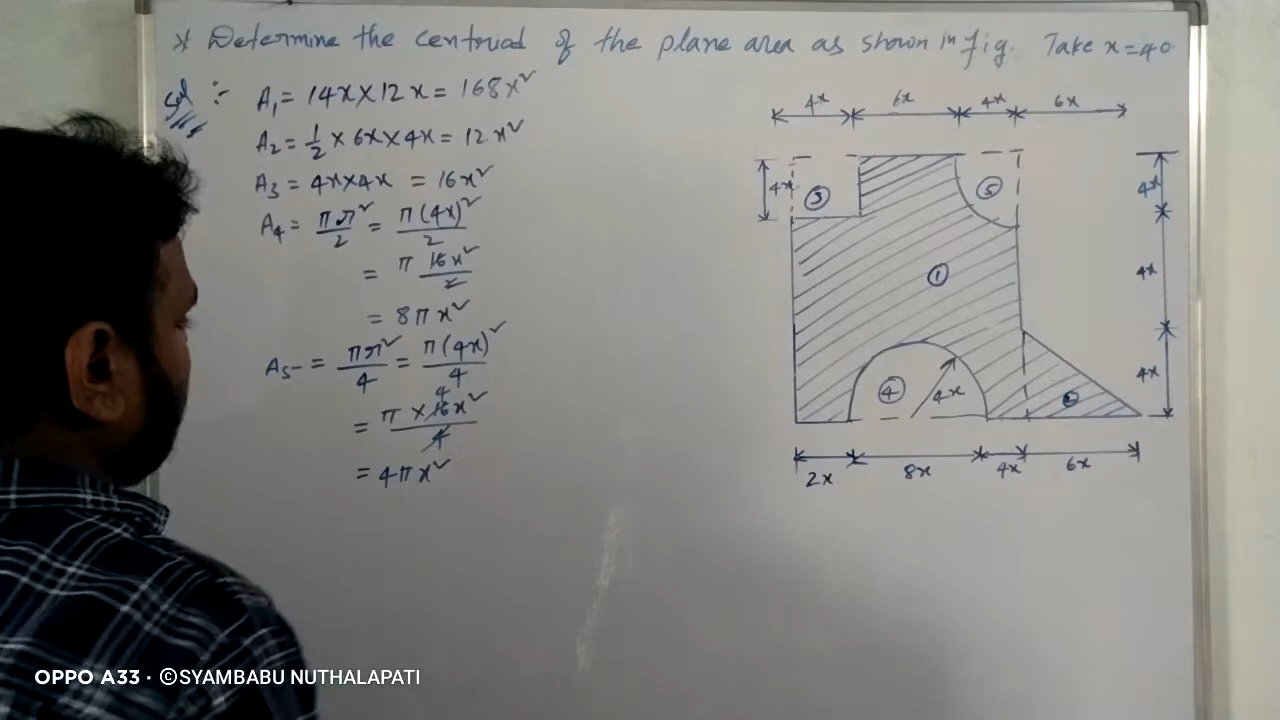 * Determine the centriod of the plane area as shown in fig. Take x=40
Sol :-
A₁ = 14x × 12x = 168x²
A₂ = 1/2 × 6x × 4x = 12x²
A₃ = 4x×4x = 16x²
A₄ = πr²/2 = π(4x)²/2
= π 16x²/2
= 8πx²
A₅ = πr²/4 = π(4x)²/4
= π × 16x²/4 4
= 4πx²
4x 6x 4x 6x
4x ③ ⑤ 4x
① 4x
④ 4x ② 4x
2x 8x 4x 6x
OPPO A33 · ©SYAMBABU NUTHALAPATI